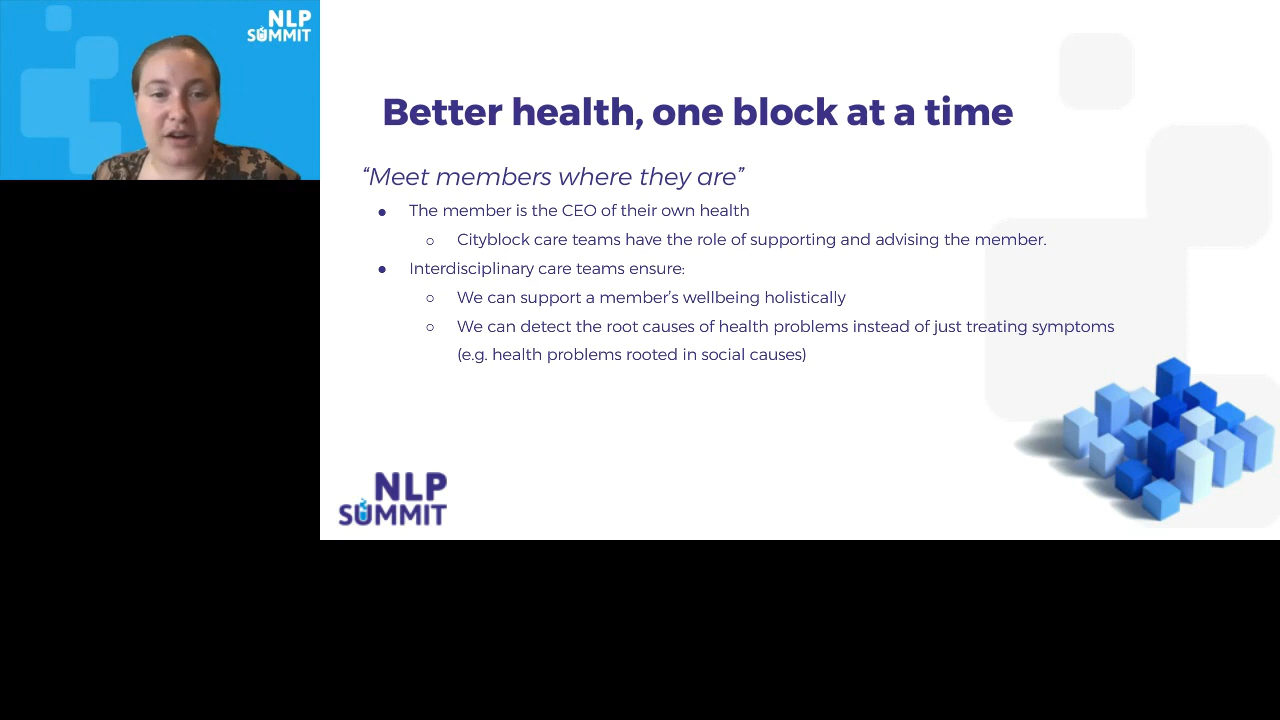 NLP
SUMMIT
Better health, one block at a time
“Meet members where they are”
● The member is the CEO of their own health
○ Cityblock care teams have the role of supporting and advising the member.
● Interdisciplinary care teams ensure:
○ We can support a member’s wellbeing holistically
○ We can detect the root causes of health problems instead of just treating symptoms
(e.g. health problems rooted in social causes)
NLP
SUMMIT